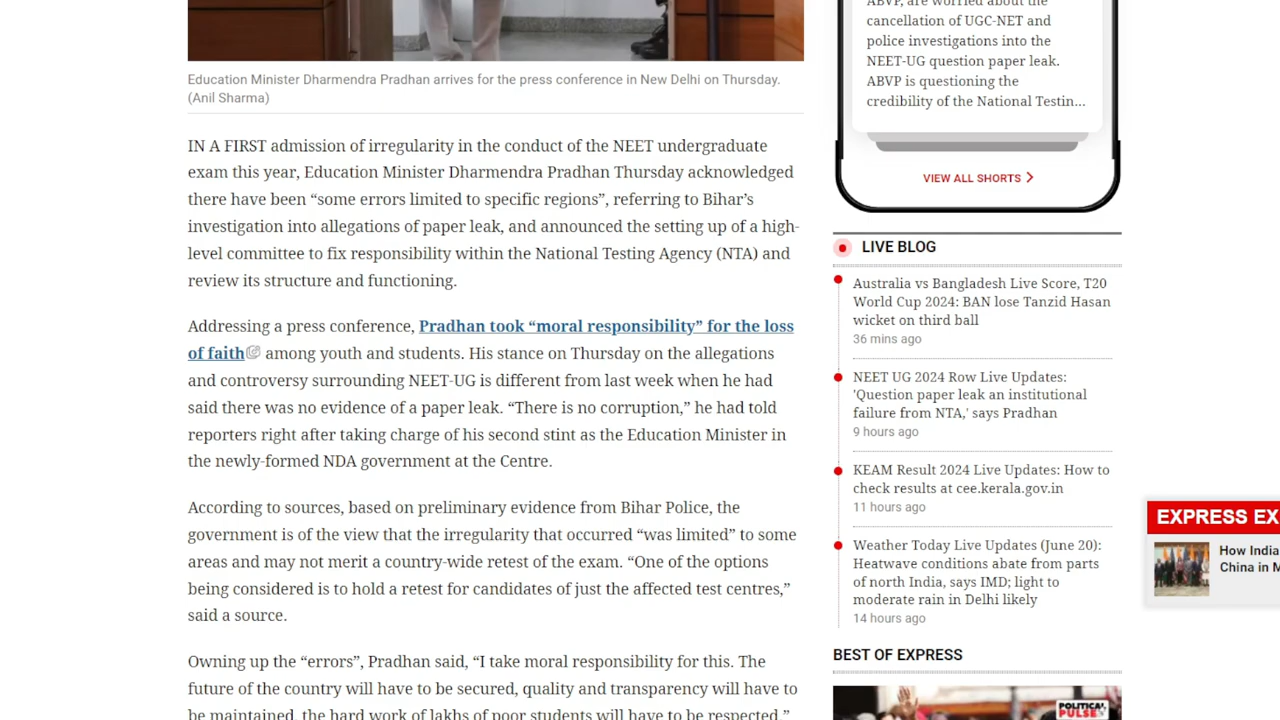 Education Minister Dharmendra Pradhan arrives for the press conference in New Delhi on Thursday.
(Anil Sharma)
IN A FIRST admission of irregularity in the conduct of the NEET undergraduate
exam this year, Education Minister Dharmendra Pradhan Thursday acknowledged
there have been “some errors limited to specific regions”, referring to Bihar’s
investigation into allegations of paper leak, and announced the setting up of a high-
level committee to fix responsibility within the National Testing Agency (NTA) and
review its structure and functioning.
Addressing a press conference, Pradhan took “moral responsibility” for the loss
of faith among youth and students. His stance on Thursday on the allegations
and controversy surrounding NEET-UG is different from last week when he had
said there was no evidence of a paper leak. “There is no corruption,” he had told
reporters right after taking charge of his second stint as the Education Minister in
the newly-formed NDA government at the Centre.
According to sources, based on preliminary evidence from Bihar Police, the
government is of the view that the irregularity that occurred “was limited” to some
areas and may not merit a country-wide retest of the exam. “One of the options
being considered is to hold a retest for candidates of just the affected test centres,”
said a source.
Owning up the “errors”, Pradhan said, “I take moral responsibility for this. The
future of the country will have to be secured, quality and transparency will have to
be maintained, the hard work of lakhs of poor students will have to be respected.”
ABVP, are worried about the
cancellation of UGC-NET and
police investigations into the
NEET-UG question paper leak.
ABVP is questioning the
credibility of the National Testin...
VIEW ALL SHORTS
LIVE BLOG
Australia vs Bangladesh Live Score, T20
World Cup 2024: BAN lose Tanzid Hasan
wicket on third ball
36 mins ago
NEET UG 2024 Row Live Updates:
'Question paper leak an institutional
failure from NTA,' says Pradhan
9 hours ago
KEAM Result 2024 Live Updates: How to
check results at cee.kerala.gov.in
11 hours ago
Weather Today Live Updates (June 20):
Heatwave conditions abate from parts
of north India, says IMD; light to
moderate rain in Delhi likely
14 hours ago
BEST OF EXPRESS
POLITICAL
PULSE
EXPRESS EX
How India
China in M